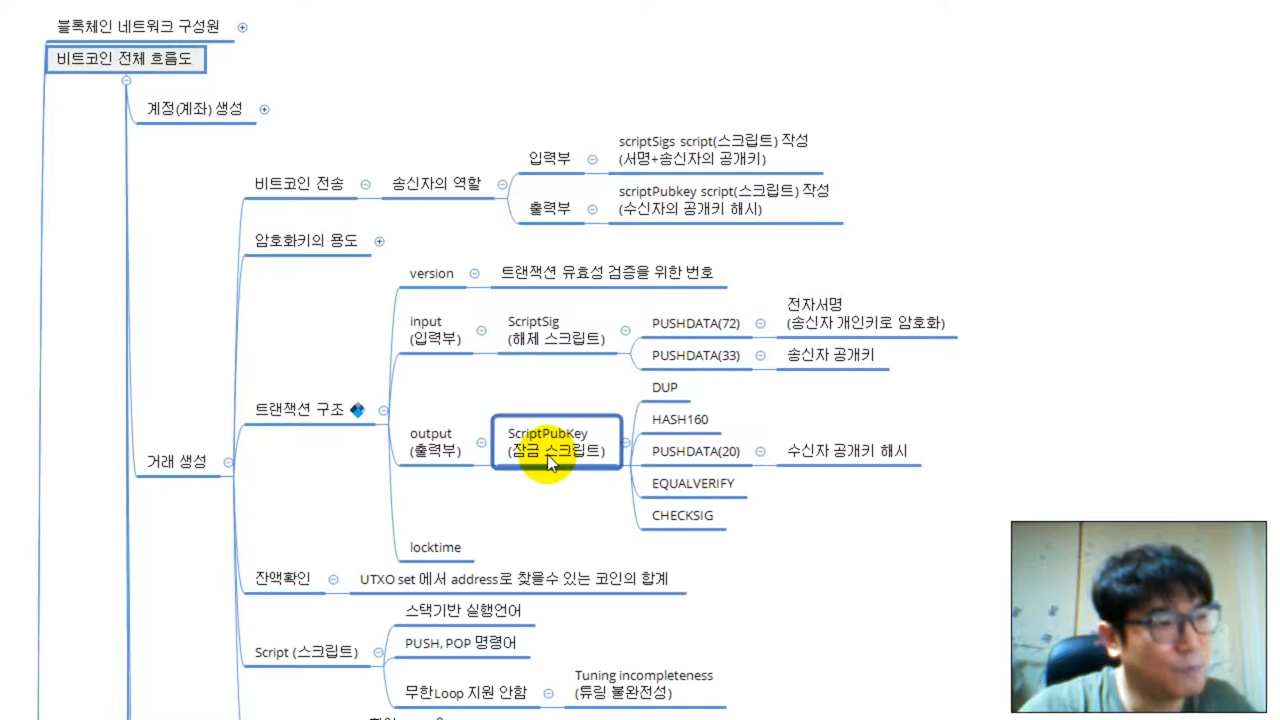 블록체인 네트워크 구성원
비트코인 전체 흐름도
계정(계좌) 생성
거래 생성
비트코인 전송
송신자의 역할
입력부
scriptSigs script(스크립트) 작성
(서명+송신자의 공개키)
출력부
scriptPubkey script(스크립트) 작성
(수신자의 공개키 해시)
암호화키의 용도
트랜잭션 구조
version
트랜잭션 유효성 검증을 위한 번호
input
(입력부)
ScriptSig
(해제 스크립트)
PUSHDATA(72)
전자서명
(송신자 개인키로 암호화)
PUSHDATA(33)
송신자 공개키
output
(출력부)
ScriptPubKey
(잠금 스크립트)
DUP
HASH160
PUSHDATA(20)
수신자 공개키 해시
EQUALVERIFY
CHECKSIG
locktime
잔액확인
UTXO set 에서 address로 찾을수 있는 코인의 합계
Script (스크립트)
스택기반 실행언어
PUSH, POP 명령어
무한Loop 지원 안함
Tuning incompleteness
(튜링 불완전성)